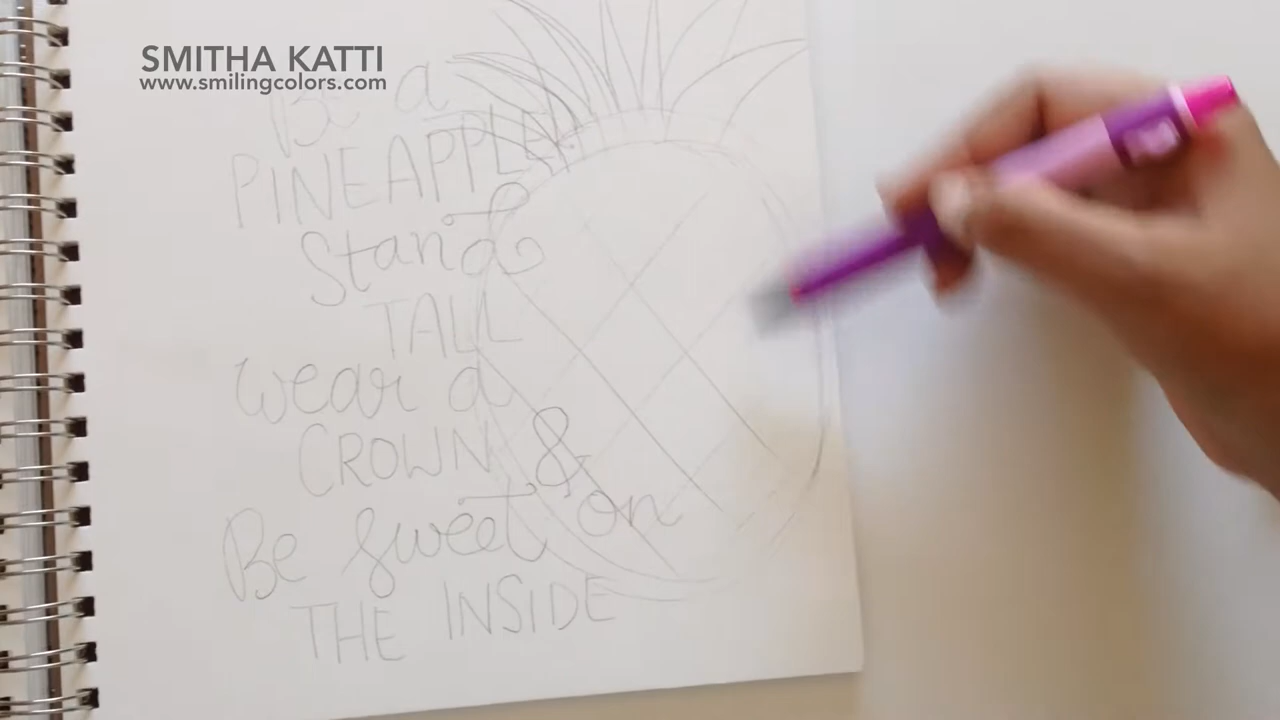 SMITHA KATTI
www.smilingcolors.com
Be a
PINEAPPLE
Stand
TALL
wear a
CROWN &
Be sweet on
THE INSIDE